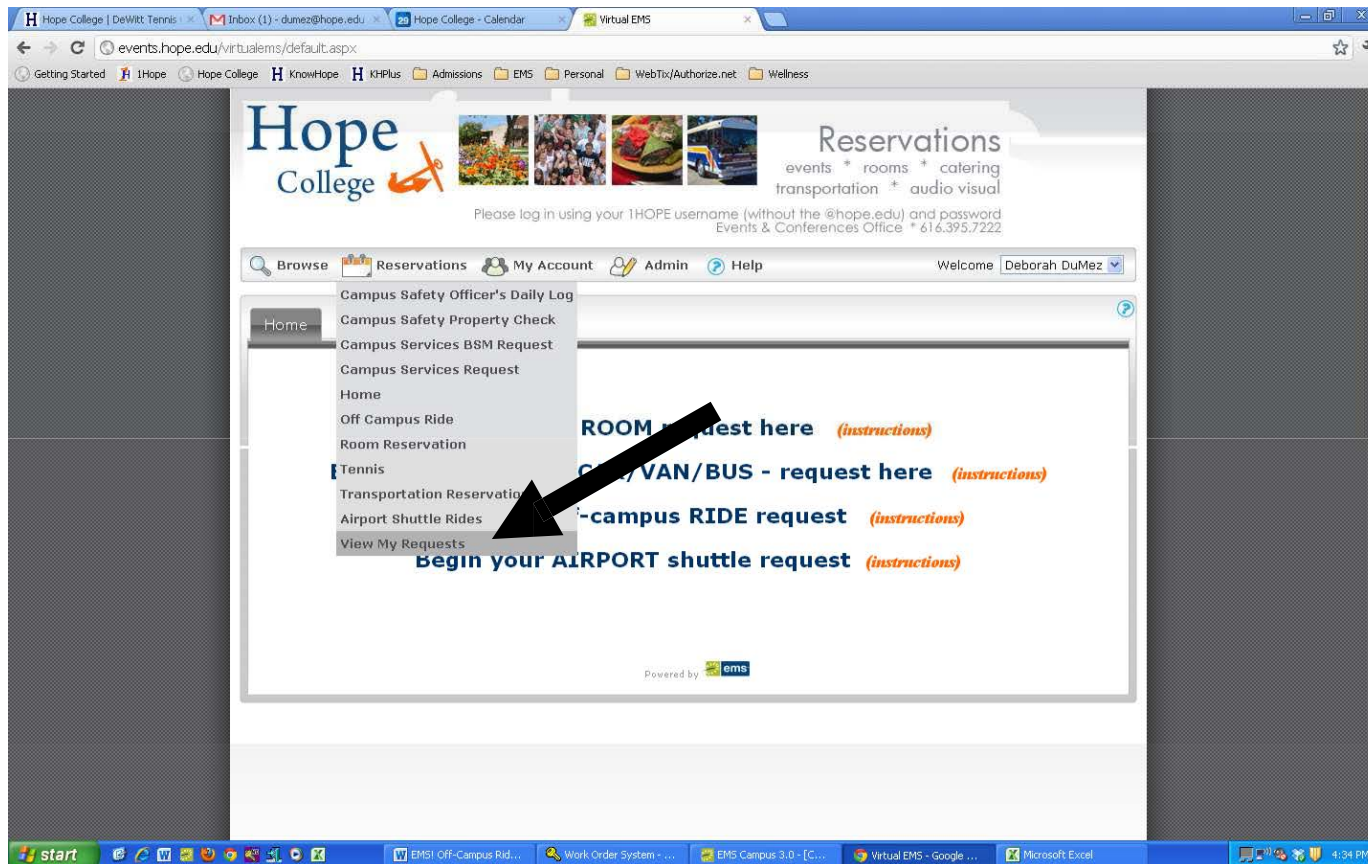 Hope College | DeWitt Tennis
Inbox (1) - dumez@hope.edu
29 Hope College - Calendar
Virtual EMS
events.hope.edu/virtualems/default.aspx
Getting Started
1Hope
Hope College
KnowHope
KHPlus
Admissions
EMS
Personal
WebTix/Authorize.net
Wellness
Hope
College
Reservations
events * rooms * catering
transportation * audio visual
Please log in using your 1HOPE username (without the @hope.edu) and password
Events & Conferences Office * 616.395.7222
Browse
Reservations
My Account
Admin
Help
Welcome Deborah DuMez
Home
Campus Safety Officer's Daily Log
Campus Safety Property Check
Campus Services BSM Request
Campus Services Request
Home
Off Campus Ride
Room Reservation
Tennis
Transportation
Airport Shuttle Rides
View My Requests
ROOM request here (instructions)
/VAN/BUS - request here (instructions)
-campus RIDE request (instructions)
Begin your AIRPORT shuttle request (instructions)
Powered by ems
start
EMS! Off-Campus Rid...
Work Order System - ...
EMS Campus 3.0 - [C...
Virtual EMS - Google ...
Microsoft Excel
4:34 PM